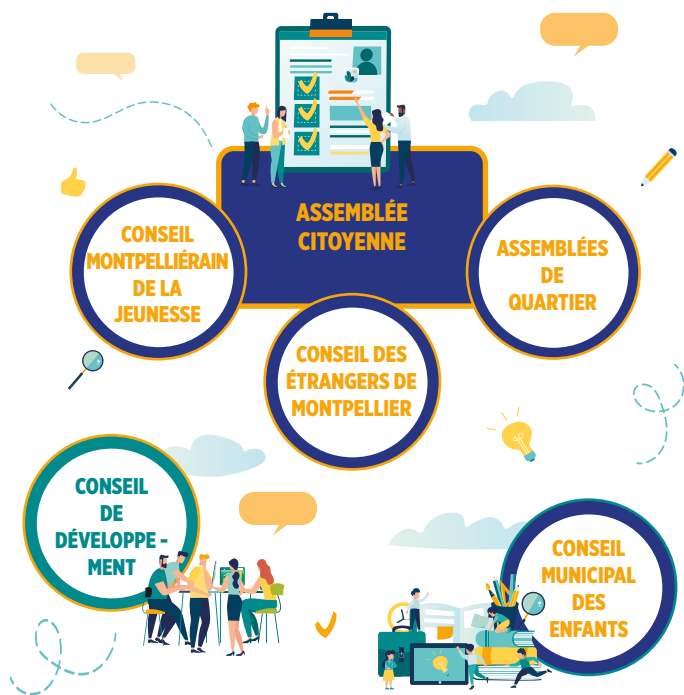 ASSEMBLÉE
CITOYENNE
CONSEIL
MONTPELLIÉRAIN
DE LA
JEUNESSE
ASSEMBLÉES
DE
QUARTIER
CONSEIL DES
ÉTRANGERS DE
MONTPELLIER
CONSEIL
DE
DÉVELOPPE -
MENT
CONSEIL
MUNICIPAL
DES
ENFANTS